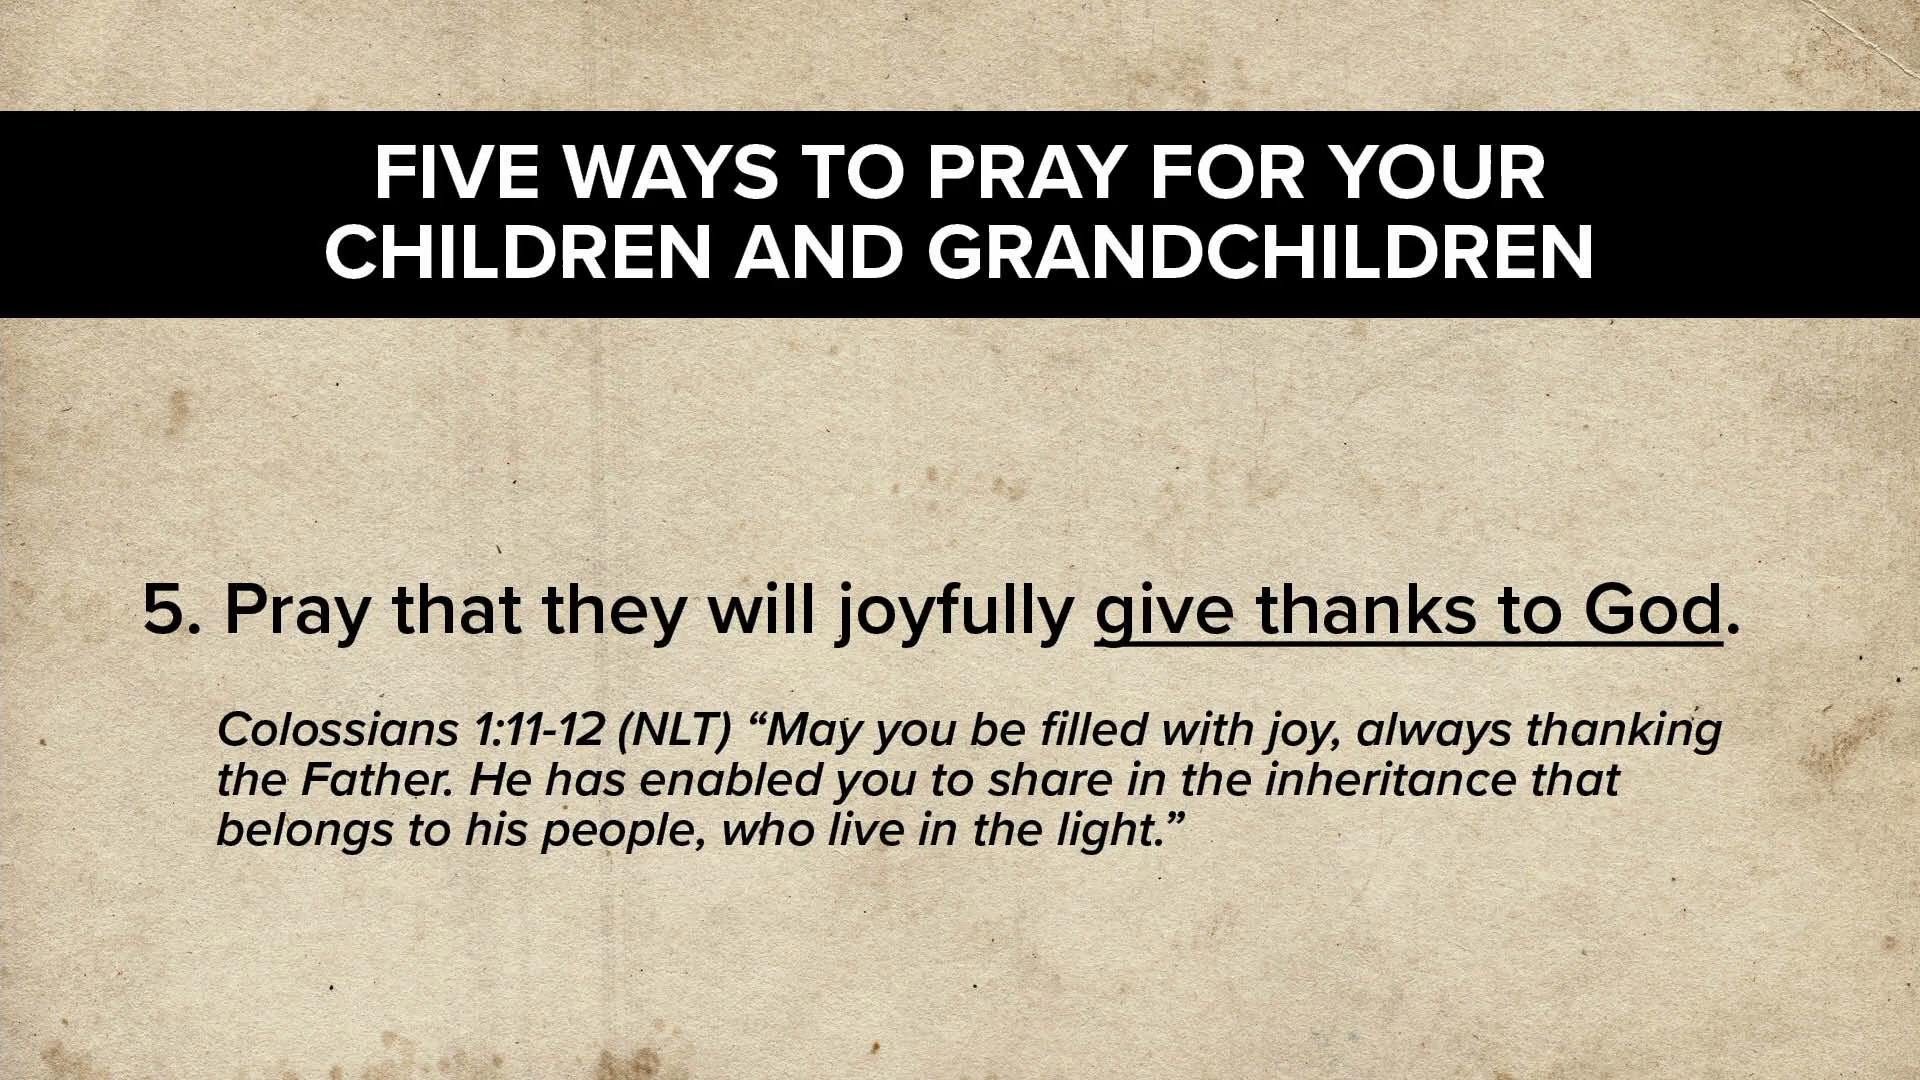 FIVE WAYS TO PRAY FOR YOUR
CHILDREN AND GRANDCHILDREN
5. Pray that they will joyfully give thanks to God.
Colossians 1:11-12 (NLT) “May you be filled with joy, always thanking
the Father. He has enabled you to share in the inheritance that
belongs to his people, who live in the light.”